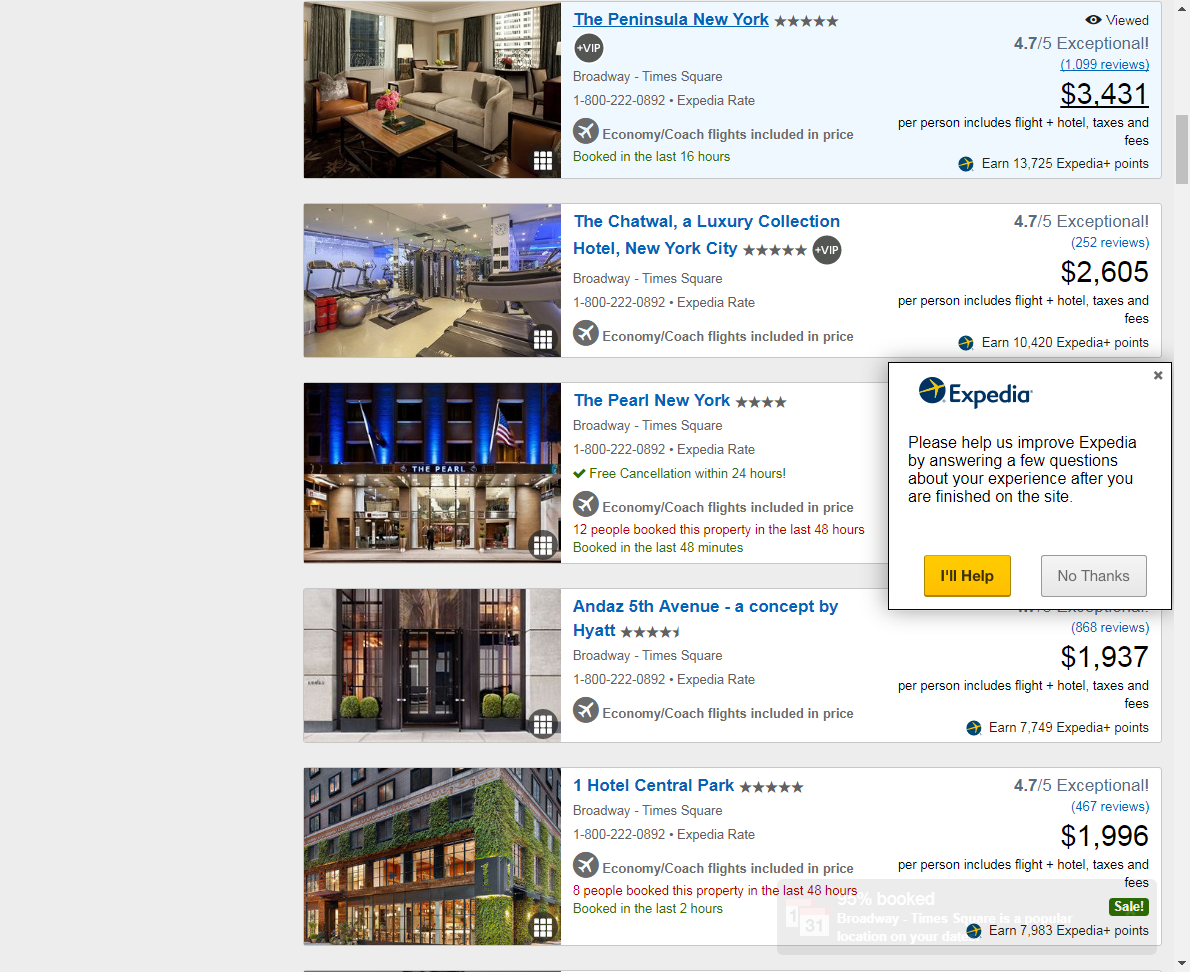 The Peninsula New York
Viewed
+VIP
4.7/5 Exceptional!
(1,099 reviews)
Broadway - Times Square
1-800-222-0892 • Expedia Rate
$3,431
per person includes flight + hotel, taxes and
fees
Economy/Coach flights included in price
Booked in the last 16 hours
Earn 13,725 Expedia+ points
The Chatwal, a Luxury Collection
Hotel, New York City
+VIP
4.7/5 Exceptional!
(252 reviews)
Broadway - Times Square
1-800-222-0892 • Expedia Rate
$2,605
per person includes flight + hotel, taxes and
fees
Economy/Coach flights included in price
Earn 10,420 Expedia+ points
The Pearl New York
Broadway - Times Square
1-800-222-0892 • Expedia Rate
Free Cancellation within 24 hours!
Economy/Coach flights included in price
12 people booked this property in the last 48 hours
Booked in the last 48 minutes
THE PEARL
Expedia
Please help us improve Expedia
by answering a few questions
about your experience after you
are finished on the site.
I'll Help
No Thanks
Andaz 5th Avenue - a concept by
Hyatt
Exceptional!
(868 reviews)
Broadway - Times Square
1-800-222-0892 • Expedia Rate
$1,937
per person includes flight + hotel, taxes and
fees
Economy/Coach flights included in price
Earn 7,749 Expedia+ points
1 Hotel Central Park
4.7/5 Exceptional!
(467 reviews)
Broadway - Times Square
1-800-222-0892 • Expedia Rate
$1,996
per person includes flight + hotel, taxes and
fees
Economy/Coach flights included in price
8 people booked this property in the last 48 hours
Booked in the last 2 hours
Sale!
Earn 7,983 Expedia+ points
1
31
95% booked
Broadway - Times Square is a popular
location on your date